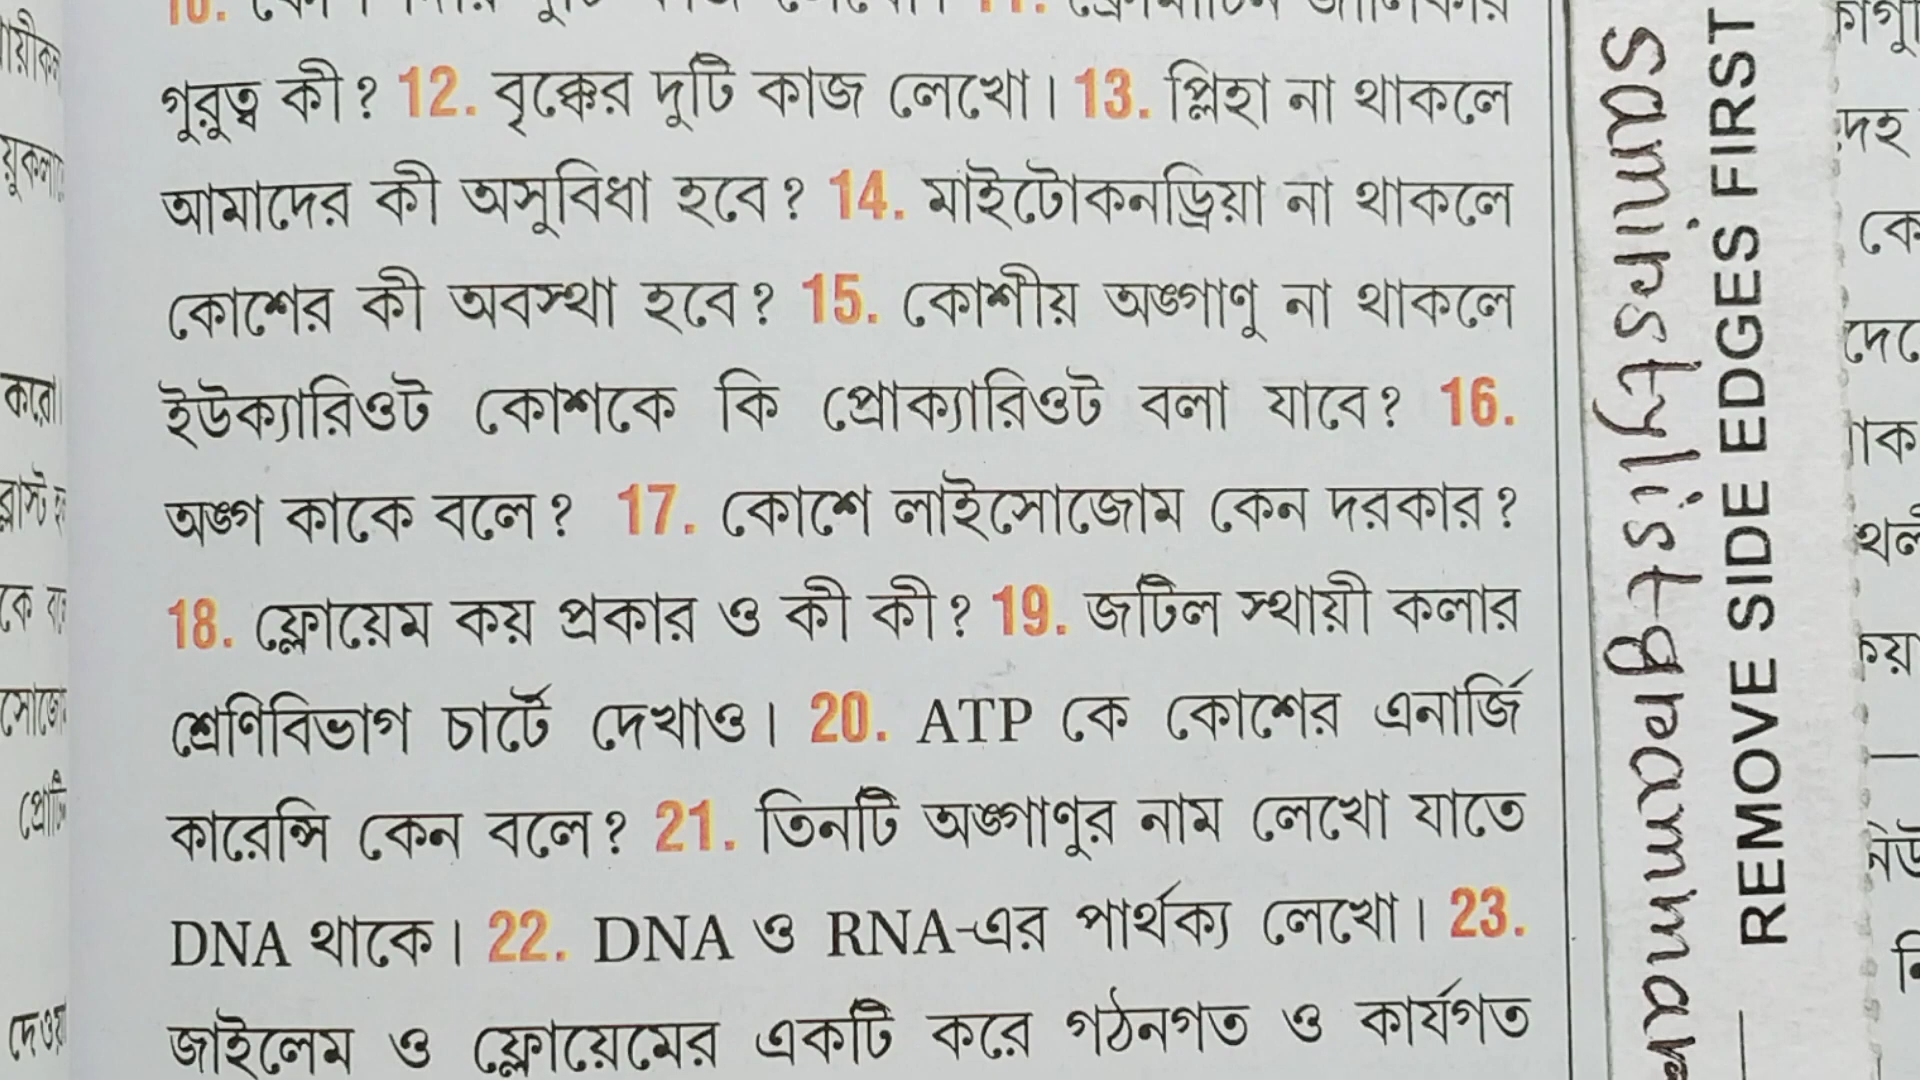 গুরুত্ব কী? 12. বৃক্কের দুটি কাজ লেখো। 13. প্লিহা না থাকলে
আমাদের কী অসুবিধা হবে? 14. মাইটোকনড্রিয়া না থাকলে
কোশের কী অবস্থা হবে? 15. কোশীয় অঙ্গাণু না থাকলে
ইউক্যারিওট কোশকে কি প্রোক্যারিওট বলা যাবে? 16.
অঙ্গ কাকে বলে? 17. কোশে লাইসোজোম কেন দরকার?
18. ফ্লোয়েম কয় প্রকার ও কী কী? 19. জটিল স্থায়ী কলার
শ্রেণিবিভাগ চার্টে দেখাও। 20. ATP কে কোশের এনার্জি
কারেন্সি কেন বলে? 21. তিনটি অঙ্গাণুর নাম লেখো যাতে
DNA থাকে। 22. DNA ও RNA-এর পার্থক্য লেখো। 23.
জাইলেম ও ফ্লোয়েমের একটি করে গঠনগত ও কার্যগত
REMOVE SIDE EDGES FIRST
করো।